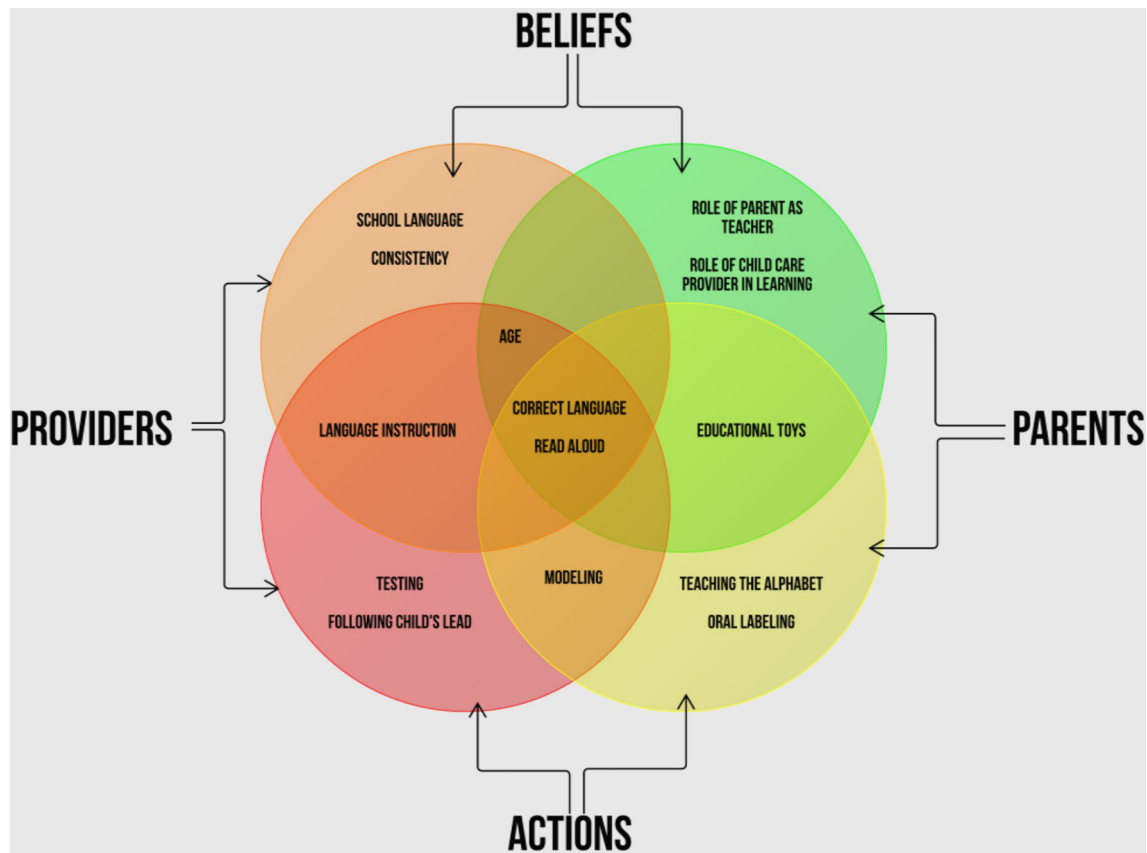 BELIEFS
SCHOOL LANGUAGE
CONSISTENCY
ROLE OF PARENT AS
TEACHER
ROLE OF CHILD CARE
PROVIDER IN LEARNING
AGE
PROVIDERS
LANGUAGE INSTRUCTION
CORRECT LANGUAGE
READ ALOUD
EDUCATIONAL TOYS
PARENTS
TESTING
FOLLOWING CHILD'S LEAD
MODELING
TEACHING THE ALPHABET
ORAL LABELING
ACTIONS